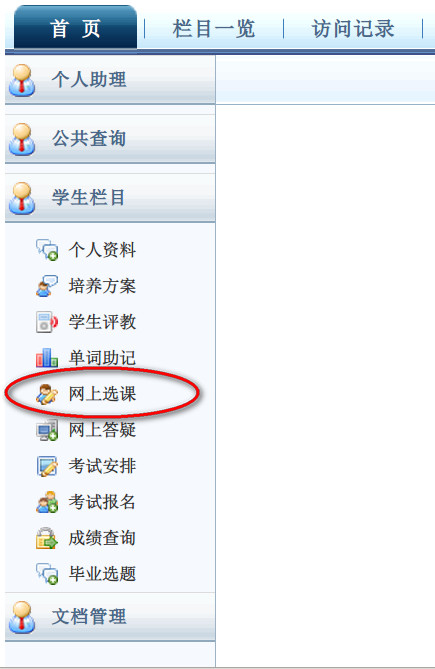 首 页 栏目一览 访问记录
个人助理
公共查询
学生栏目
个人资料
培养方案
学生评教
单词助记
网上选课
网上答疑
考试安排
考试报名
成绩查询
毕业选题
文档管理